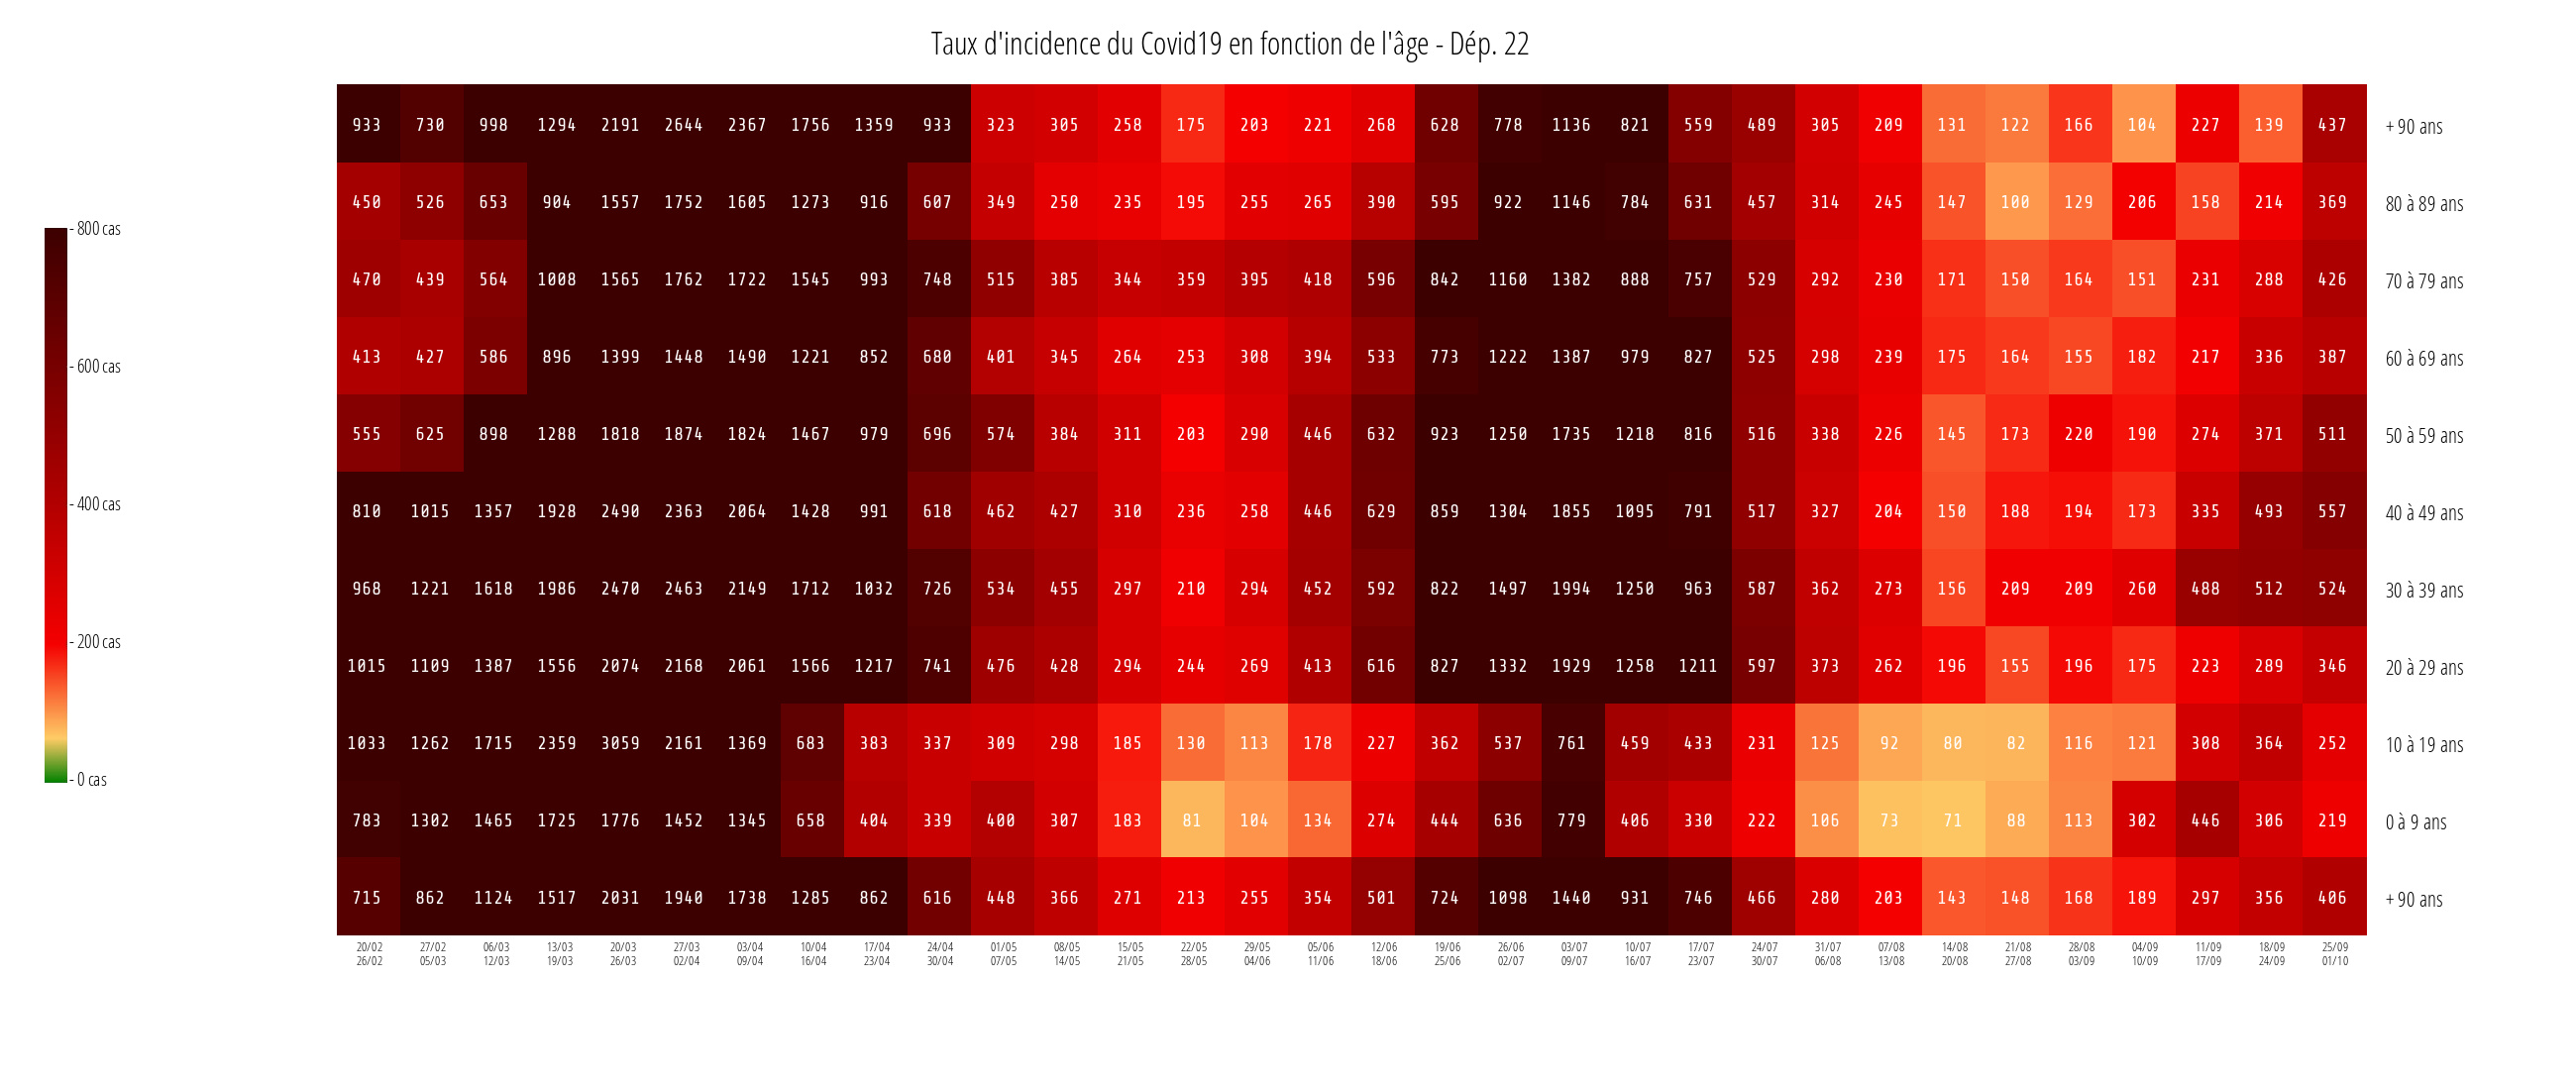 Taux d'incidence du Covid19 en fonction de l'âge - Dép. 22
- 800 cas
- 600 cas
- 400 cas
- 200 cas
- 0 cas
933 730 998 1294 2191 2644 2367 1756 1359 933 323 305 258 175 203 221 268 628 778 1136 821 559 489 305 209 131 122 166 104 227 139 437 + 90 ans
450 526 653 904 1557 1752 1605 1273 916 607 349 250 235 195 255 265 390 595 922 1146 784 631 457 314 245 147 100 129 206 158 214 369 80 à 89 ans
470 439 564 1008 1565 1762 1722 1545 993 748 515 385 344 359 395 418 596 842 1160 1382 888 757 529 292 230 171 150 164 151 231 288 426 70 à 79 ans
413 427 586 896 1399 1448 1490 1221 852 680 401 345 264 253 308 394 533 773 1222 1387 979 827 525 298 239 175 164 155 182 217 336 387 60 à 69 ans
555 625 898 1288 1818 1874 1824 1467 979 696 574 384 311 203 290 446 632 923 1250 1735 1218 816 516 338 226 145 173 220 190 274 371 511 50 à 59 ans
810 1015 1357 1928 2490 2363 2064 1428 991 618 462 427 310 236 258 446 629 859 1304 1855 1095 791 517 327 204 150 188 194 173 335 493 557 40 à 49 ans
968 1221 1618 1986 2470 2463 2149 1712 1032 726 534 455 297 210 294 452 592 822 1497 1994 1250 963 587 362 273 156 209 209 260 488 512 524 30 à 39 ans
1015 1109 1387 1556 2074 2168 2061 1566 1217 741 476 428 294 244 269 413 616 827 1332 1929 1258 1211 597 373 262 196 155 196 175 223 289 346 20 à 29 ans
1033 1262 1715 2359 3059 2161 1369 683 383 337 309 298 185 130 113 178 227 362 537 761 459 433 231 125 92 80 82 116 121 308 364 252 10 à 19 ans
783 1302 1465 1725 1776 1452 1345 658 404 339 400 307 183 81 104 134 274 444 636 779 406 330 222 106 73 71 88 113 302 446 306 219 0 à 9 ans
715 862 1124 1517 2031 1940 1738 1285 862 616 448 366 271 213 255 354 501 724 1098 1440 931 746 466 280 203 143 148 168 189 297 356 406 + 90 ans
20/02 27/02 06/03 13/03 20/03 27/03 03/04 10/04 17/04 24/04 01/05 08/05 15/05 22/05 29/05 05/06 12/06 19/06 26/06 03/07 10/07 17/07 24/07 31/07 07/08 14/08 21/08 28/08 04/09 11/09 18/09 25/09
26/02 05/03 12/03 19/03 26/03 02/04 09/04 16/04 23/04 30/04 07/05 14/05 21/05 28/05 04/06 11/06 18/06 25/06 02/07 09/07 16/07 23/07 30/07 06/08 13/08 20/08 27/08 03/09 10/09 17/09 24/09 01/10